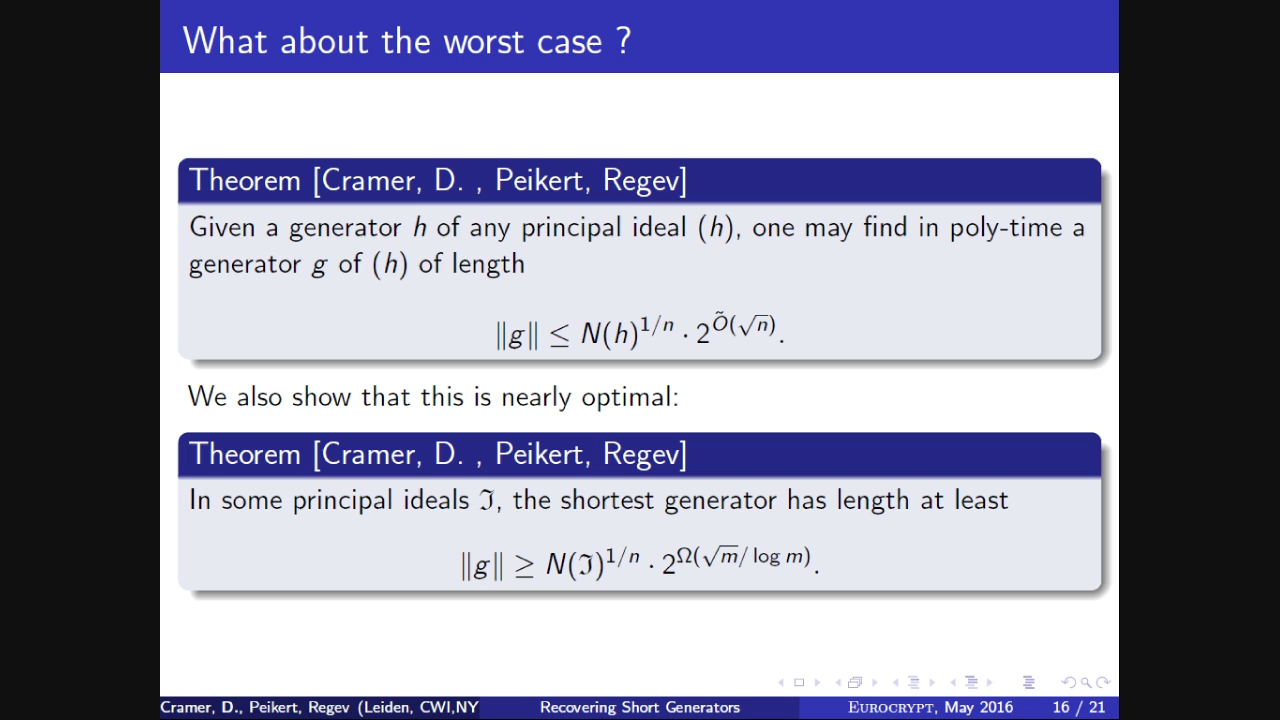 What about the worst case ?
Theorem [Cramer, D. , Peikert, Regev]
Given a generator h of any principal ideal (h), one may find in poly-time a
generator g of (h) of length
‖g‖ ≤ N(h)^{1/n} · 2^{Õ(√n)}.
We also show that this is nearly optimal:
Theorem [Cramer, D. , Peikert, Regev]
In some principal ideals ℑ, the shortest generator has length at least
‖g‖ ≥ N(ℑ)^{1/n} · 2^{Ω(√m/ log m)}.
Cramer, D., Peikert, Regev (Leiden, CWI,NY
Recovering Short Generators
Eurocrypt, May 2016
16 / 21